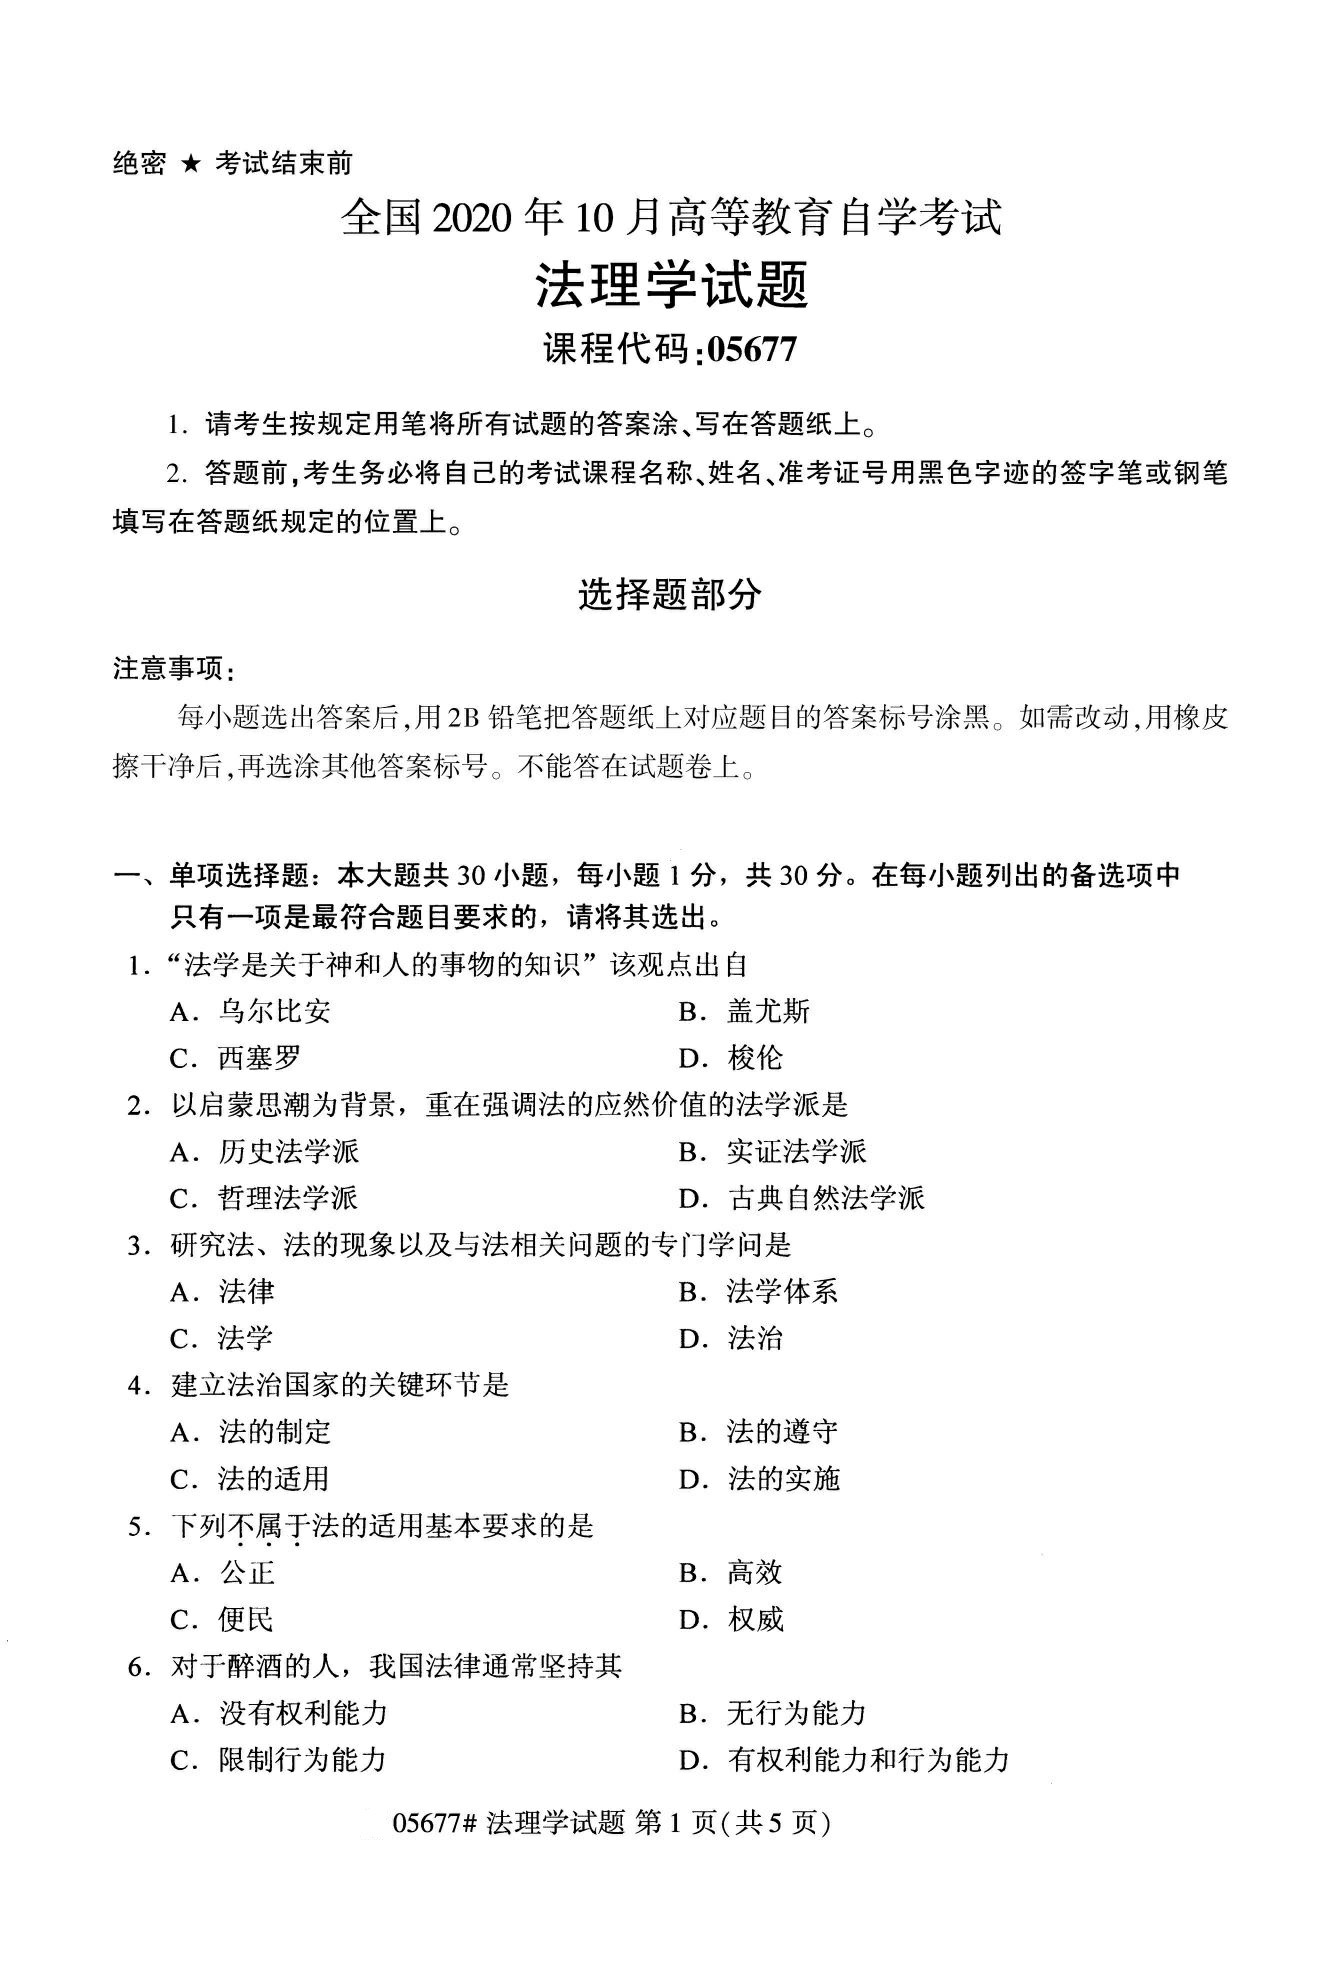 绝密 ★ 考试结束前
全国 2020 年 10 月高等教育自学考试
法理学试题
课程代码:05677
1. 请考生按规定用笔将所有试题的答案涂、写在答题纸上。
2. 答题前,考生务必将自己的考试课程名称、姓名、准考证号用黑色字迹的签字笔或钢笔
填写在答题纸规定的位置上。
选择题部分
注意事项:
每小题选出答案后,用 2B 铅笔把答题纸上对应题目的答案标号涂黑。如需改动,用橡皮
擦干净后,再选涂其他答案标号。不能答在试题卷上。
一、单项选择题：本大题共 30 小题，每小题 1 分，共 30 分。在每小题列出的备选项中
只有一项是最符合题目要求的，请将其选出。
1.“法学是关于神和人的事物的知识”该观点出自
A. 乌尔比安 B. 盖尤斯
C. 西塞罗 D. 梭伦
2. 以启蒙思潮为背景，重在强调法的应然价值的法学派是
A. 历史法学派 B. 实证法学派
C. 哲理法学派 D. 古典自然法学派
3. 研究法、法的现象以及与法相关问题的专门学问是
A. 法律 B. 法学体系
C. 法学 D. 法治
4. 建立法治国家的关键环节是
A. 法的制定 B. 法的遵守
C. 法的适用 D. 法的实施
5. 下列不属于法的适用基本要求的是
A. 公正 B. 高效
C. 便民 D. 权威
6. 对于醉酒的人，我国法律通常坚持其
A. 没有权利能力 B. 无行为能力
C. 限制行为能力 D. 有权利能力和行为能力
05677# 法理学试题 第 1 页(共 5 页)